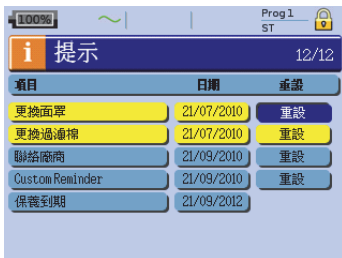 100% Prog 1
ST
i 提示 12/12
項目 日期 重設
更換面罩 21/07/2010 重設
更換過濾棉 21/07/2010 重設
聯絡廠商 21/09/2010 重設
Custom Reminder 21/09/2010 重設
保養到期 21/09/2012